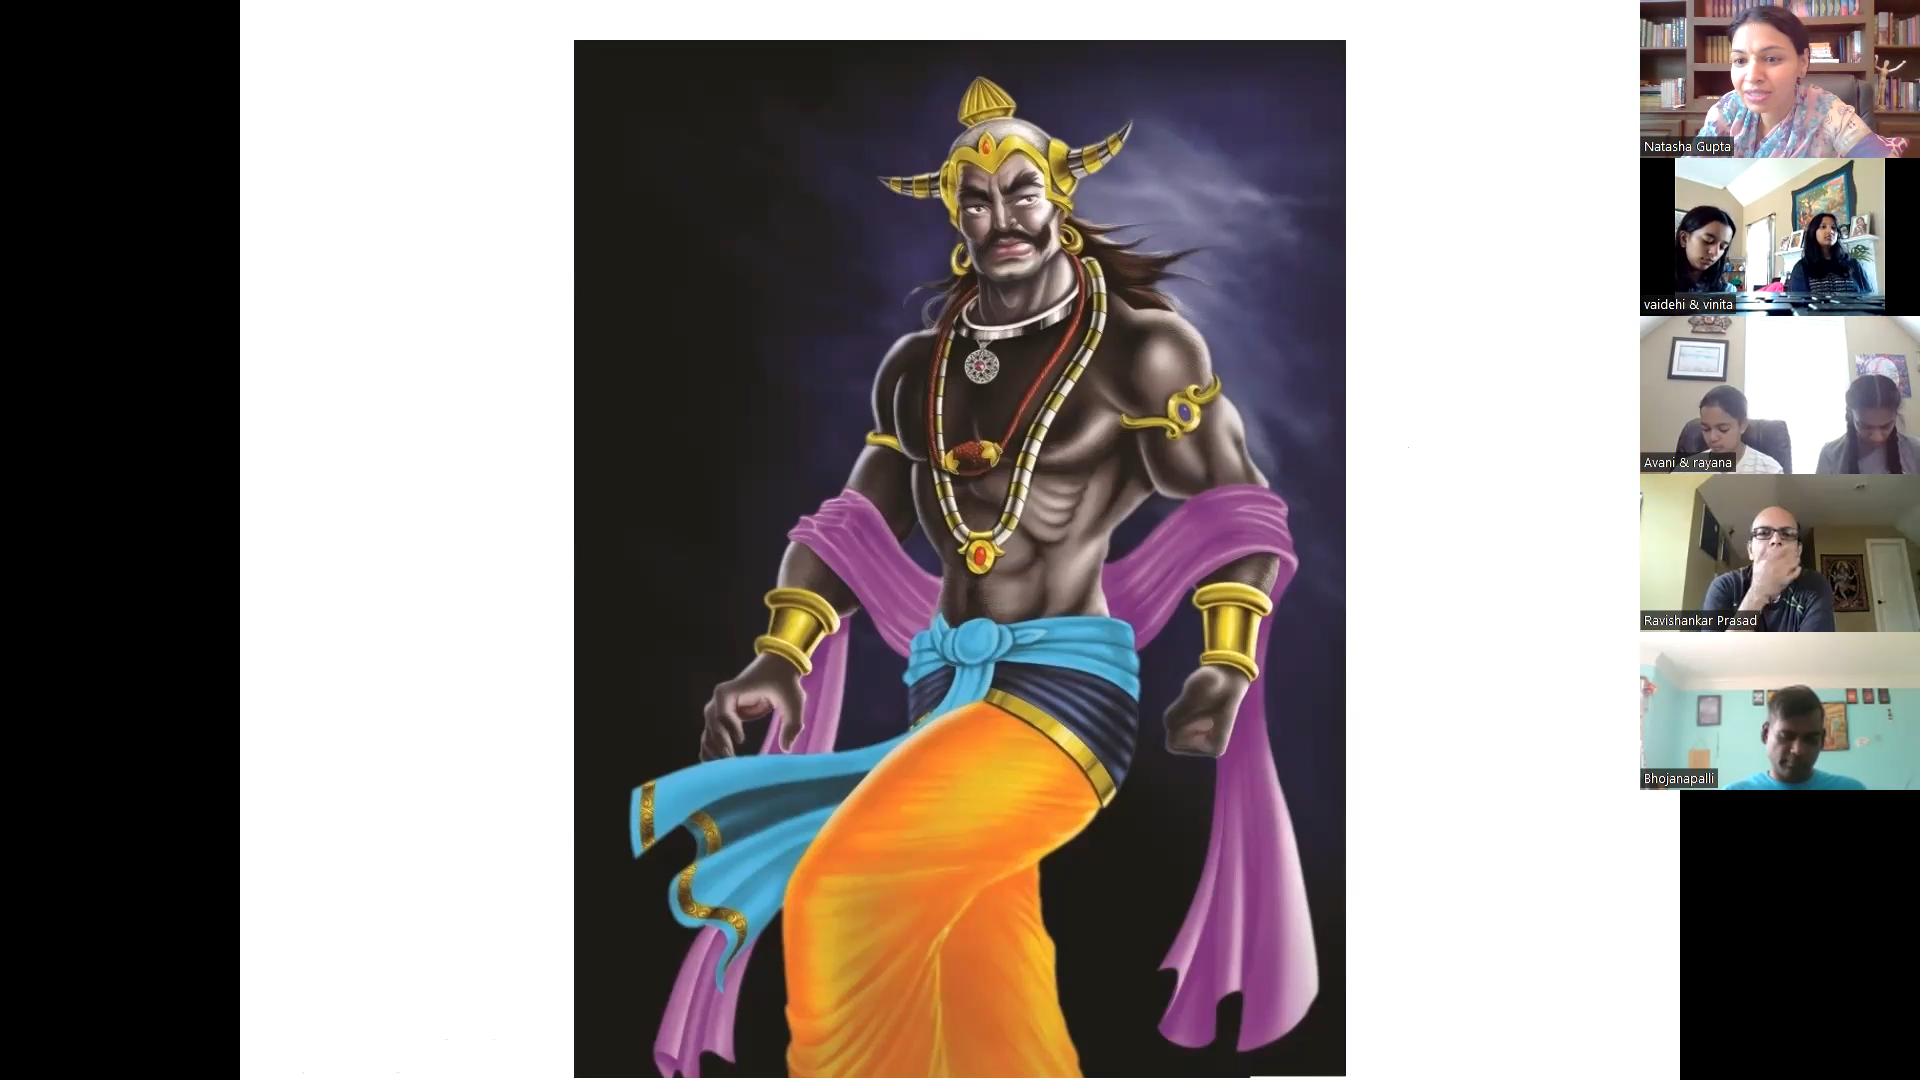 Natasha Gupta
vaidehi & vinita
Avani & rayana
Ravishankar Prasad
Bhojanapalli